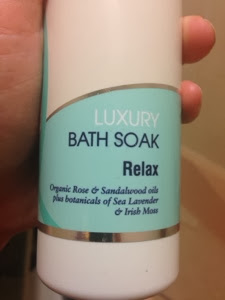 LUXURY
BATH SOAK
Relax
Organic Rose & Sandalwood oils
plus botanicals of Sea Lavender
& Irish Moss